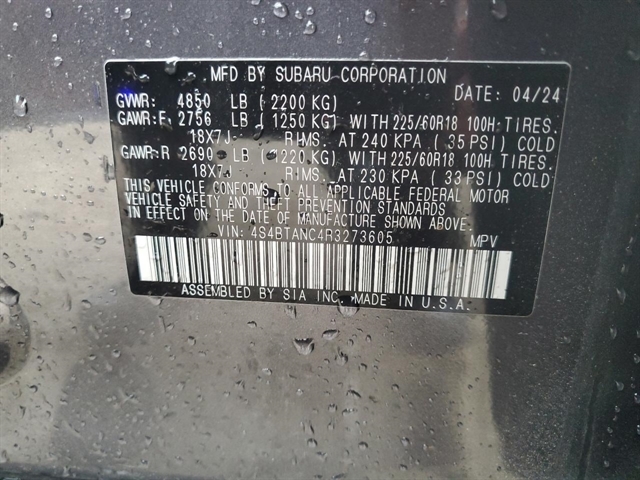 MFD BY SUBARU CORPORATION DATE: 04/24
GVWR: 4850 LB (2200 KG)
GAWR:F 2756 LB (1250 KG) WITH 225/60R18 100H TIRES.
18X7J RIMS. AT 240 KPA (35 PSI) COLD
GAWR:R 2690 LB (1220 KG) WITH 225/60R18 100H TIRES.
18X7J RIMS. AT 230 KPA (33 PSI) COLD
THIS VEHICLE CONFORMS TO ALL APPLICABLE FEDERAL MOTOR
VEHICLE SAFETY AND THEFT PREVENTION STANDARDS
IN EFFECT ON THE DATE OF MANUFACTURE SHOWN ABOVE.
VIN: 4S4BTANC4R3273605 MPV
ASSEMBLED BY SIA INC. MADE IN U.S.A.